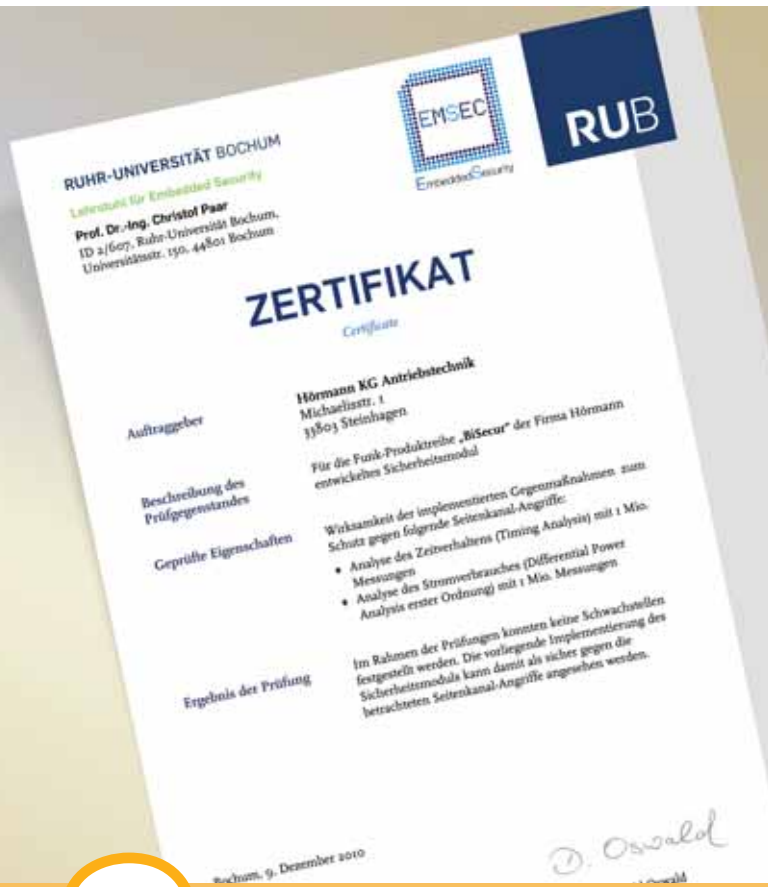 RUHR-UNIVERSITÄT BOCHUM
Lehrstuhl für Embedded Security
Prof. Dr.-Ing. Christof Paar
ID 2/607, Ruhr-Universität Bochum,
Universitätsstr. 150, 44801 Bochum
EMSEC
EmbeddedSecurity
RUB
ZERTIFIKAT
Certificate
Auftraggeber
Hörmann KG Antriebstechnik
Michaelisstr. 1
33803 Steinhagen
Beschreibung des
Prüfgegenstandes
Für die Funk-Produktreihe „BiSecur" der Firma Hörmann
entwickeltes Sicherheitsmodul
Geprüfte Eigenschaften
Wirksamkeit der implementierten Gegenmaßnahmen zum
Schutz gegen folgende Seitenkanal-Angriffe:
• Analyse des Zeitverhaltens (Timing Analysis) mit 1 Mio.
Messungen
• Analyse des Stromverbrauches (Differential Power
Analysis erster Ordnung) mit 1 Mio. Messungen
Ergebnis der Prüfung
Im Rahmen der Prüfungen konnten keine Schwachstellen
festgestellt werden. Die vorliegende Implementierung des
Sicherheitsmoduls kann damit als sicher gegen die
betrachteten Seitenkanal-Angriffe angesehen werden.
Bochum, 9. Dezember 2010
D. Oswald
Oswald